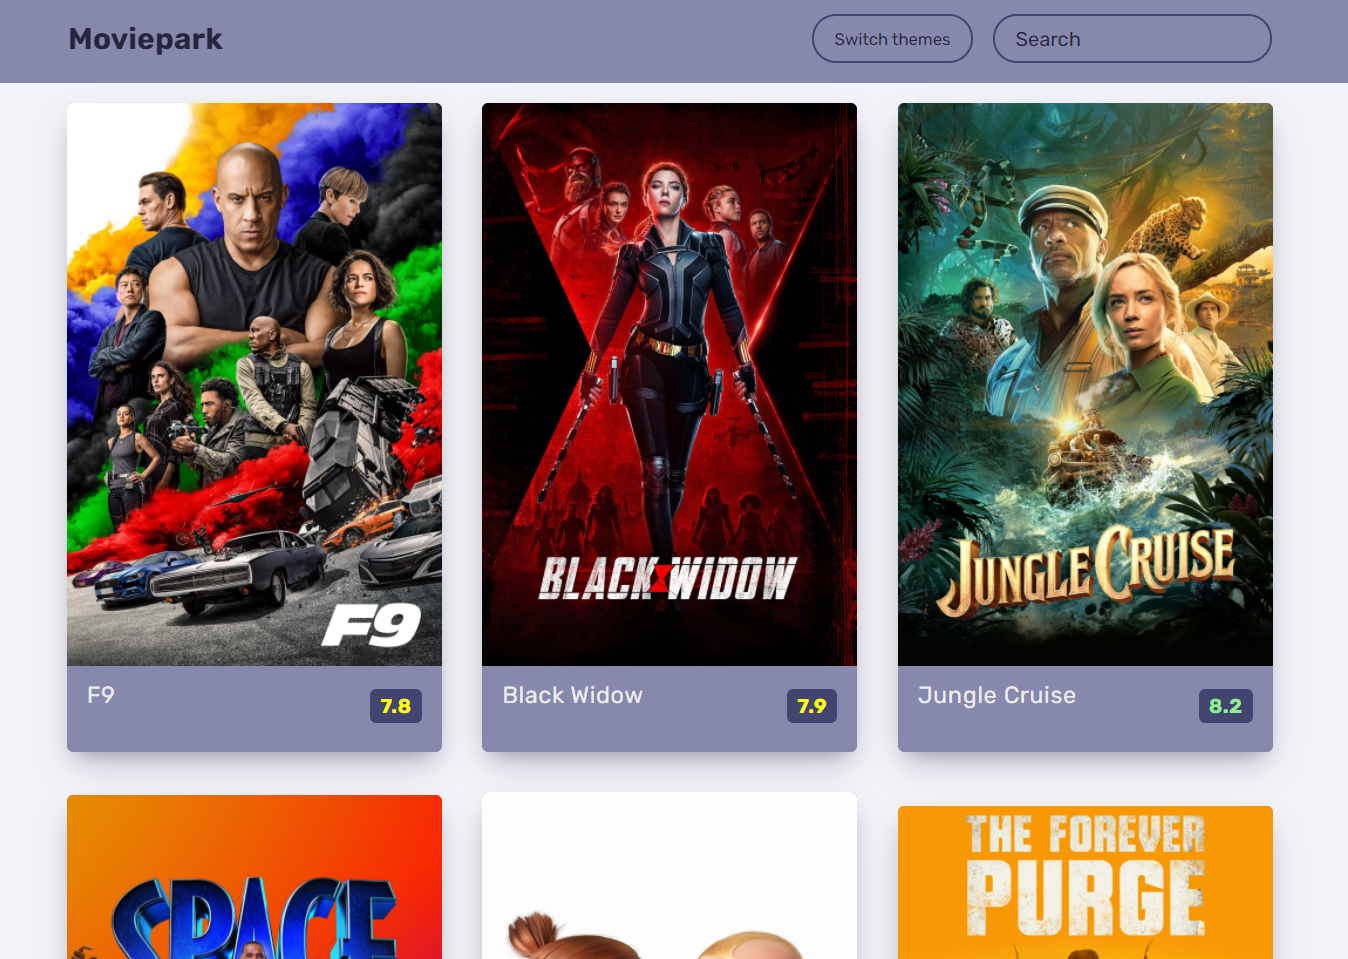 Moviepark
Switch themes
Search
F9
BLACK WIDOW
JUNGLE CRUISE
F9
7.8
Black Widow
7.9
Jungle Cruise
8.2
SPACE
THE FOREVER
PURGE